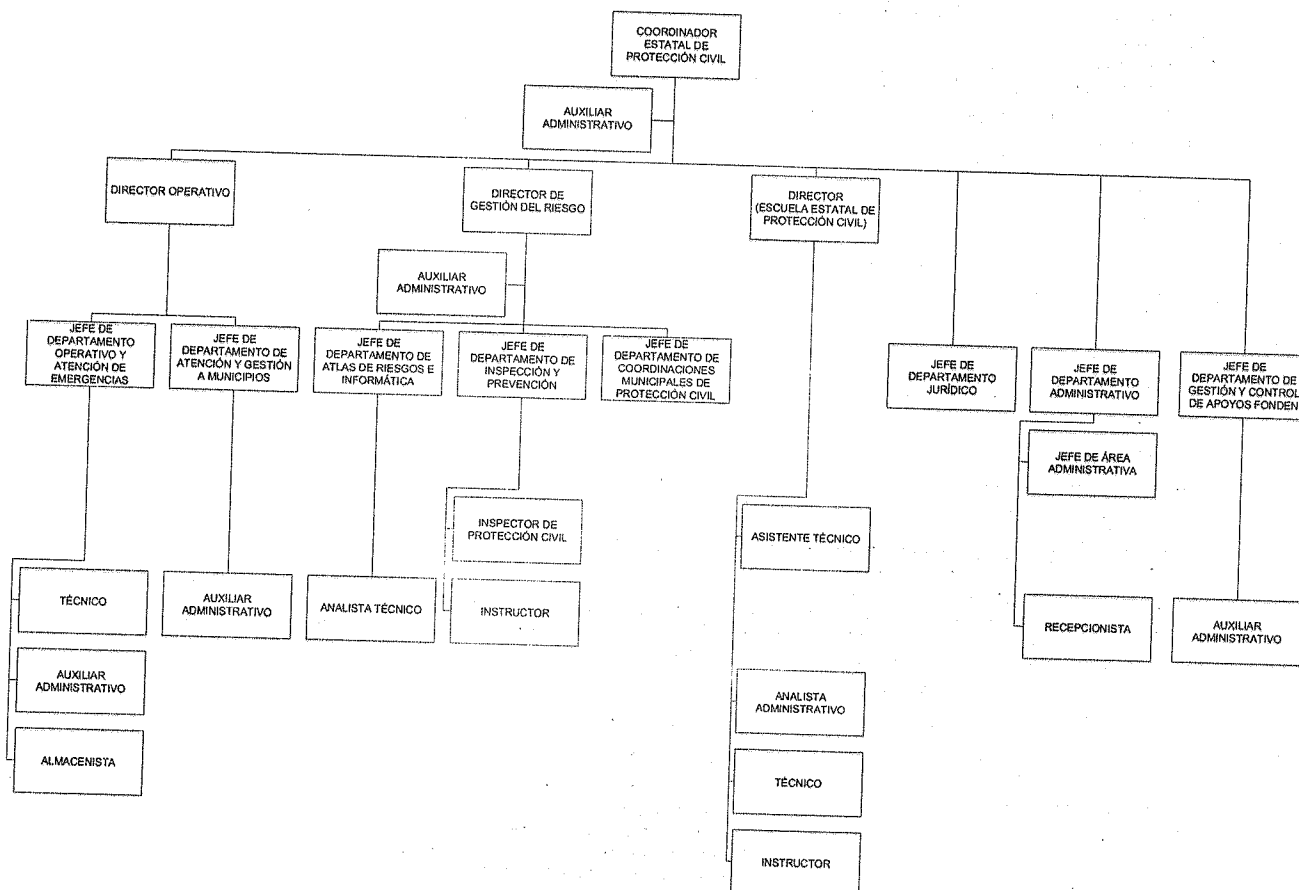 COORDINADOR
ESTATAL DE
PROTECCIÓN CIVIL
AUXILIAR
ADMINISTRATIVO
DIRECTOR OPERATIVO
DIRECTOR DE
GESTIÓN DEL RIESGO
DIRECTOR
(ESCUELA ESTATAL DE
PROTECCIÓN CIVIL)
AUXILIAR
ADMINISTRATIVO
JEFE DE
DEPARTAMENTO
OPERATIVO Y
ATENCIÓN DE
EMERGENCIAS
JEFE DE
DEPARTAMENTO DE
ATENCIÓN Y GESTIÓN
A MUNICIPIOS
JEFE DE
DEPARTAMENTO DE
ATLAS DE RIESGOS E
INFORMÁTICA
JEFE DE
DEPARTAMENTO DE
INSPECCIÓN Y
PREVENCIÓN
JEFE DE
DEPARTAMENTO DE
COORDINACIONES
MUNICIPALES DE
PROTECCIÓN CIVIL
JEFE DE
DEPARTAMENTO
JURÍDICO
JEFE DE
DEPARTAMENTO
ADMINISTRATIVO
JEFE DE
DEPARTAMENTO DE
GESTIÓN Y CONTROL
DE APOYOS FONDEN
JEFE DE ÁREA
ADMINISTRATIVA
INSPECTOR DE
PROTECCIÓN CIVIL
ASISTENTE TÉCNICO
TÉCNICO
AUXILIAR
ADMINISTRATIVO
ANALISTA TÉCNICO
INSTRUCTOR
RECEPCIONISTA
AUXILIAR
ADMINISTRATIVO
AUXILIAR
ADMINISTRATIVO
ANALISTA
ADMINISTRATIVO
ALMACENISTA
TÉCNICO
INSTRUCTOR